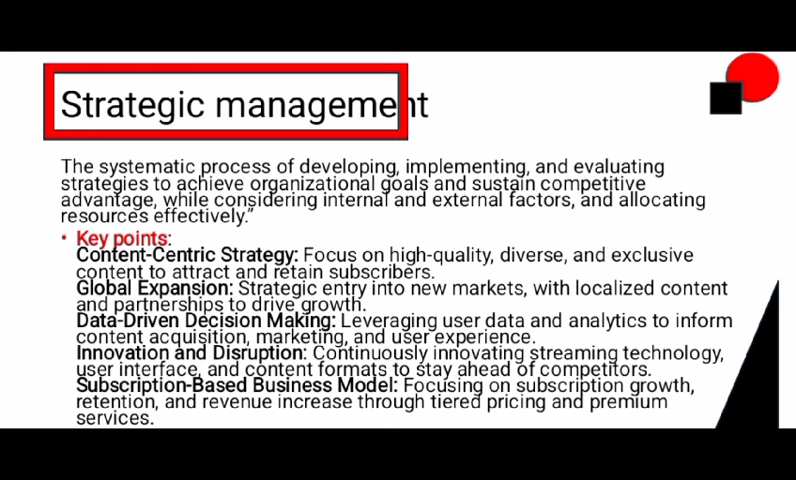 Strategic management
The systematic process of developing, implementing, and evaluating
strategies to achieve organizational goals and sustain competitive
advantage, while considering internal and external factors, and allocating
resources effectively."
• Key points:
Content-Centric Strategy: Focus on high-quality, diverse, and exclusive
content to attract and retain subscribers.
Global Expansion: Strategic entry into new markets, with localized content
and partnerships to drive growth.
Data-Driven Decision Making: Leveraging user data and analytics to inform
content acquisition, marketing, and user experience.
Innovation and Disruption: Continuously innovating streaming technology,
user interface, and content formats to stay ahead of competitors.
Subscription-Based Business Model: Focusing on subscription growth,
retention, and revenue increase through tiered pricing and premium
services.